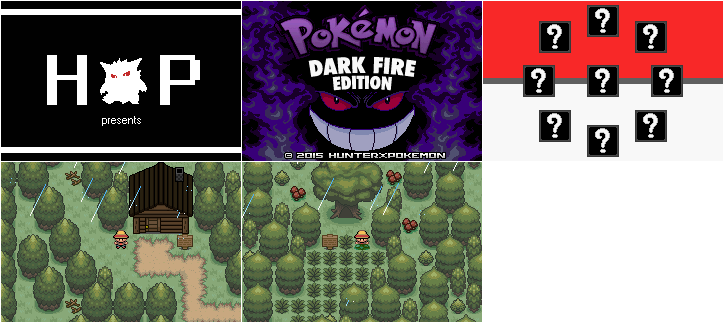 H P
presents
POKÉMON
DARK FIRE
EDITION
© 2015 HUNTERXPOKEMON
?
? ?
? ? ?
? ?
?